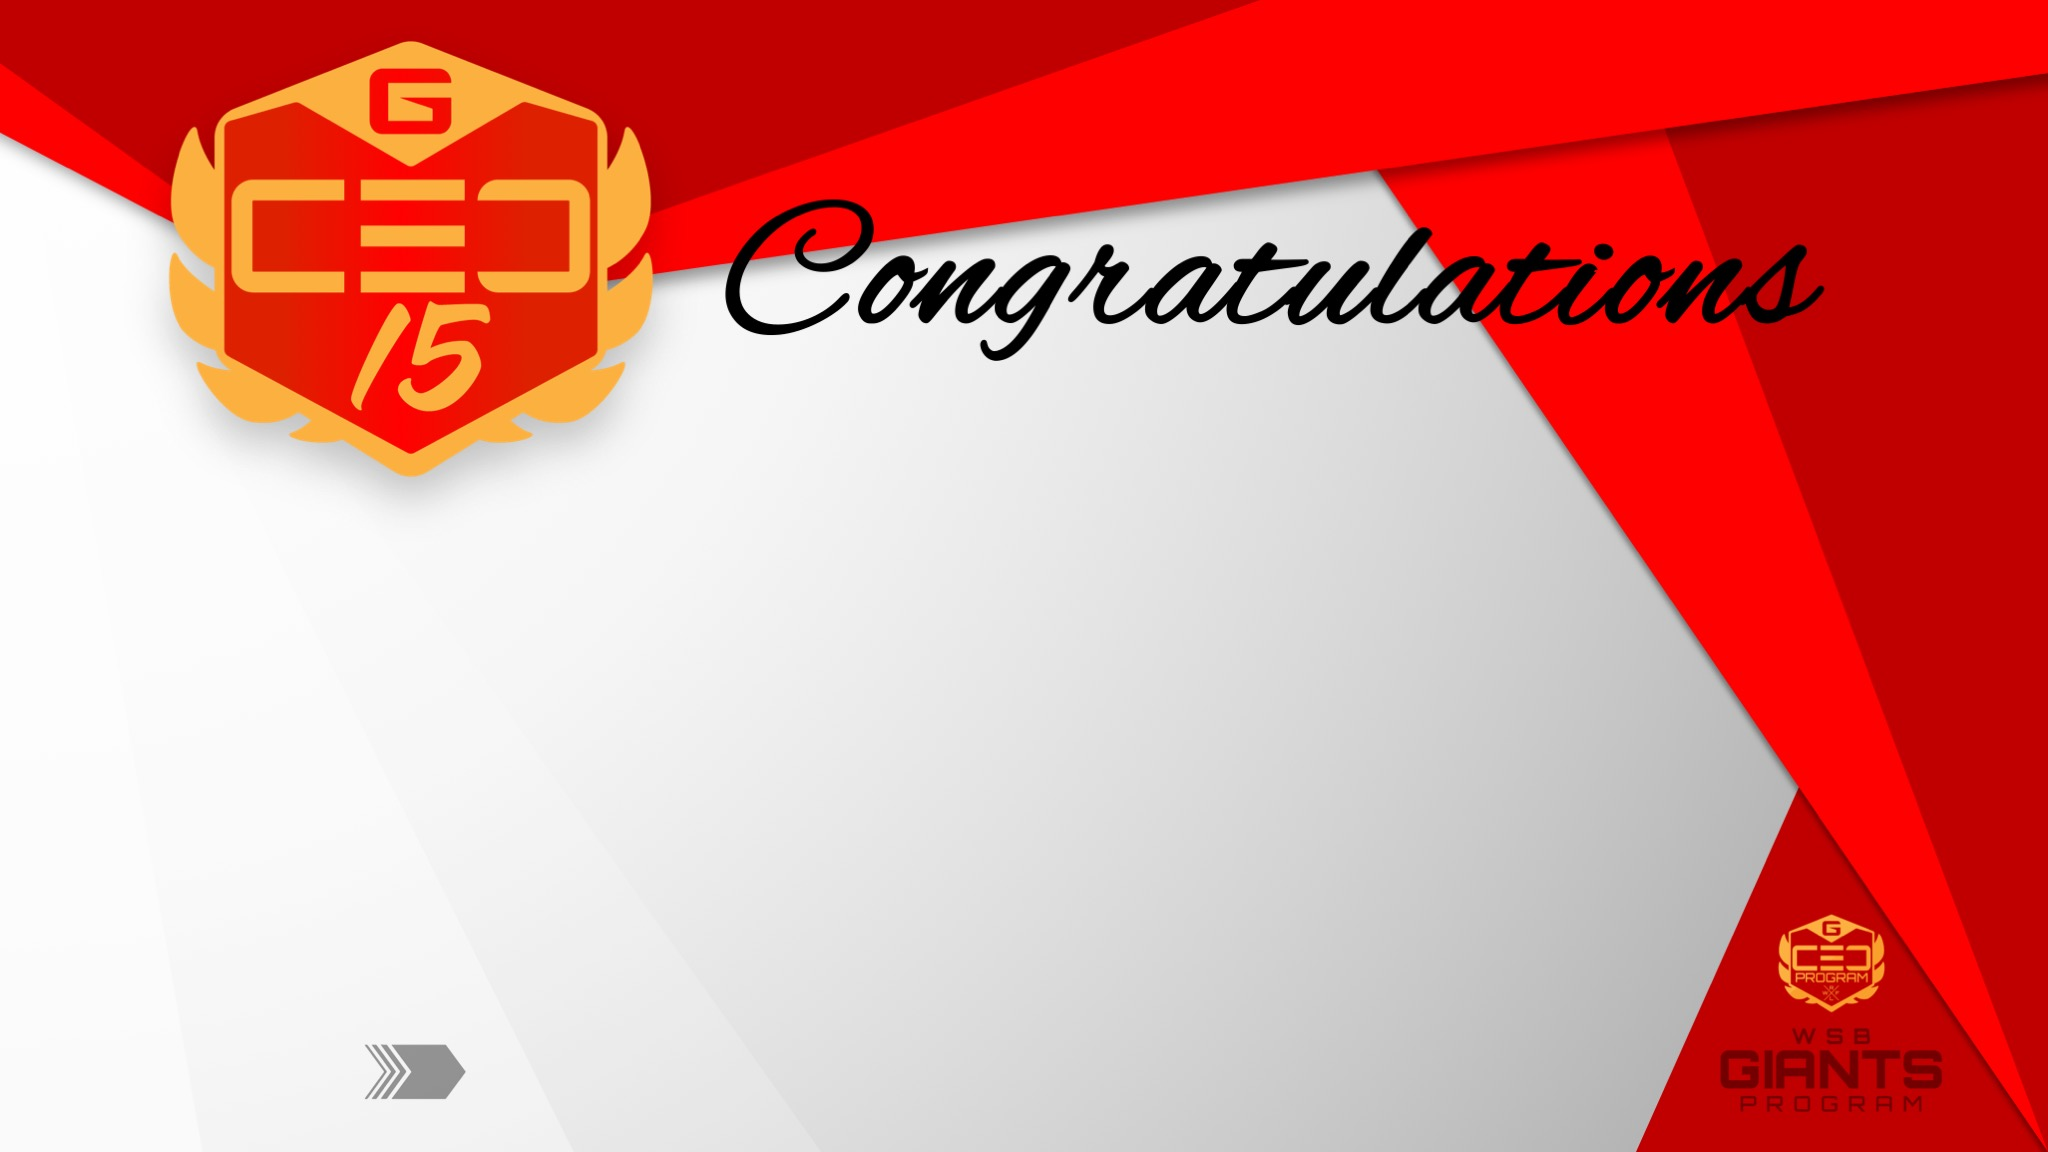 G
CEO
15
Congratulations
G
CEO
PROGRAM
WSB
GIANTS
PROGRAM